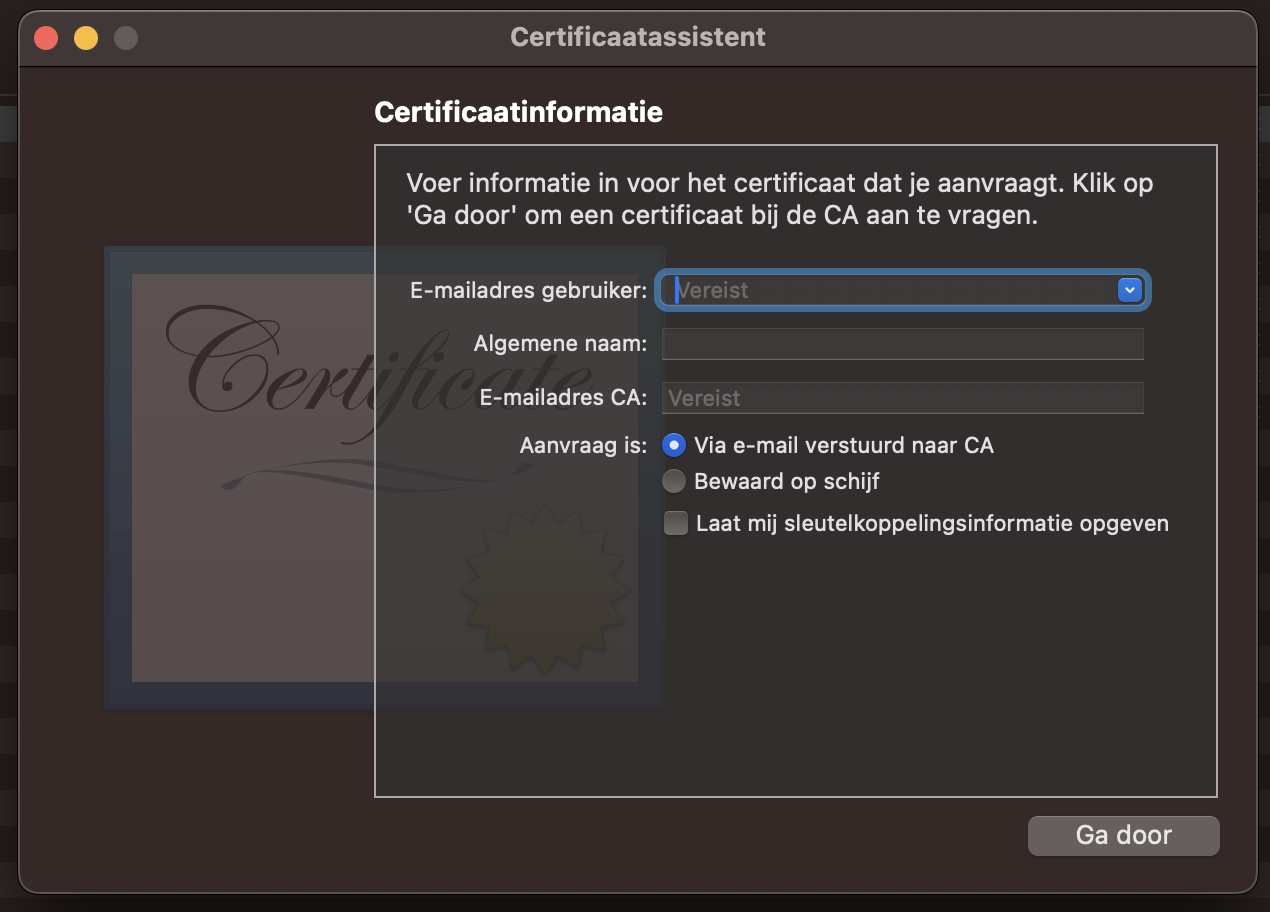 Certificaatassistent
Certificaatinformatie
Voer informatie in voor het certificaat dat je aanvraagt. Klik op
'Ga door' om een certificaat bij de CA aan te vragen.
E-mailadres gebruiker: Vereist
Algemene naam:
Certificate
E-mailadres CA: Vereist
Aanvraag is: Via e-mail verstuurd naar CA
Bewaard op schijf
Laat mij sleutelkoppelingsinformatie opgeven
Ga door